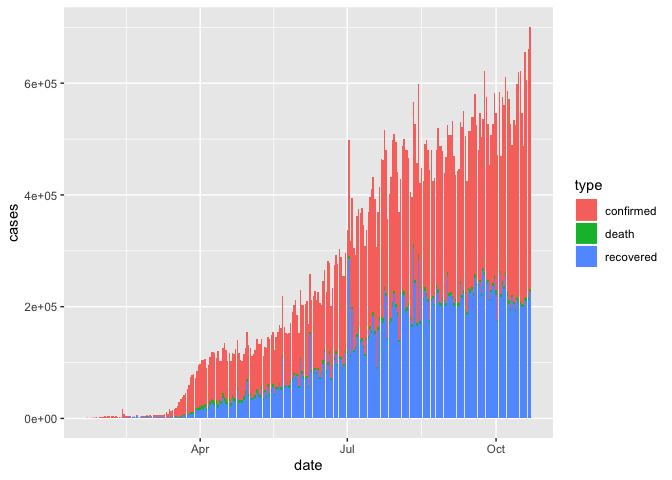 cases
6e+05
4e+05
2e+05
0e+00
Apr
Jul
Oct
date
type
confirmed
death
recovered